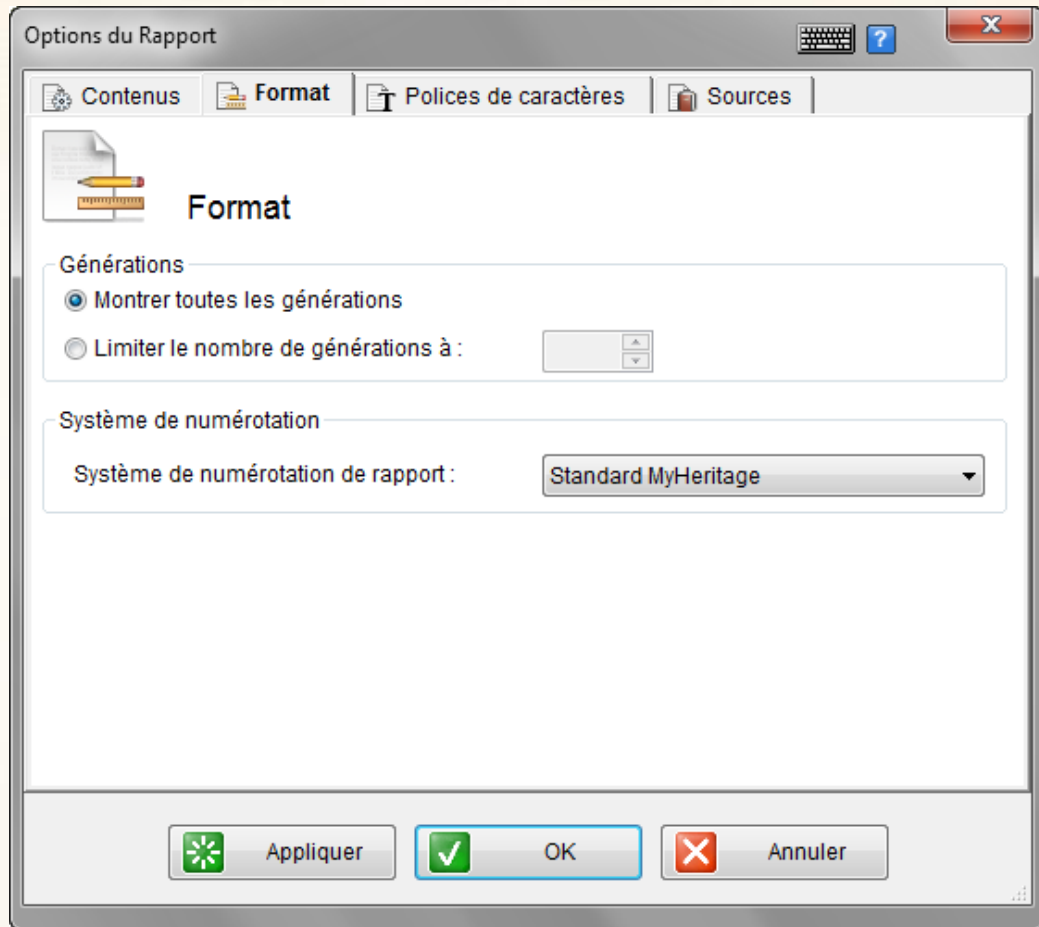 Options du Rapport
?
Contenus Format Polices de caractères Sources
Format
Générations
Montrer toutes les générations
Limiter le nombre de générations à :
Système de numérotation
Système de numérotation de rapport : Standard MyHeritage
Appliquer OK Annuler